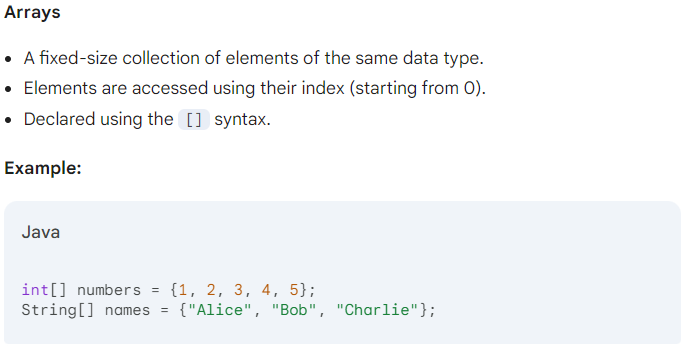 Arrays
• A fixed-size collection of elements of the same data type.
• Elements are accessed using their index (starting from 0).
• Declared using the [] syntax.
Example:
Java
int[] numbers = {1, 2, 3, 4, 5};
String[] names = {"Alice", "Bob", "Charlie"};